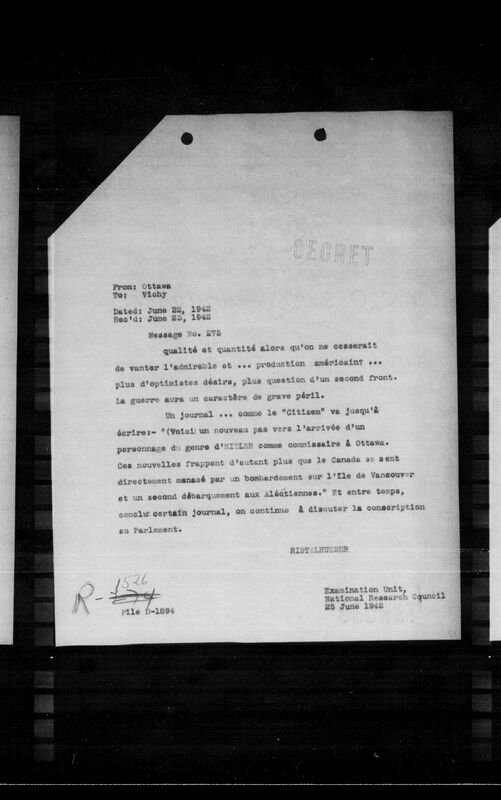 SECRET
From: Ottawa
To: Vichy
Dated: June 22, 1942
Rec'd: June 23, 1942
Message No. 275
qualité et quantité alors qu'on ne cesserait
de vanter l'admirable et ... production américain? ...
plus d'optimistes désirs, plus question d'un second front.
La guerre aura un caractère de grave péril.
Un journal ... comme le "Citizen" va jusqu'à
écrire:- "(Voici) un nouveau pas vers l'arrivée d'un
personnage du genre d'HITLER comme commissaire à Ottawa.
Ces nouvelles frappent d'autant plus que le Canada se sent
directement menacé par un bombardement sur l'île de Vancouver
et un second débarquement aux Aléotiennes." Et entre temps,
conclut certain journal, on continue à discuter la conscription
au Parlement.
RISTELHUEBER
R - 1526
File D-1894
Examination Unit,
National Research Council
25 June 1942
SECRET